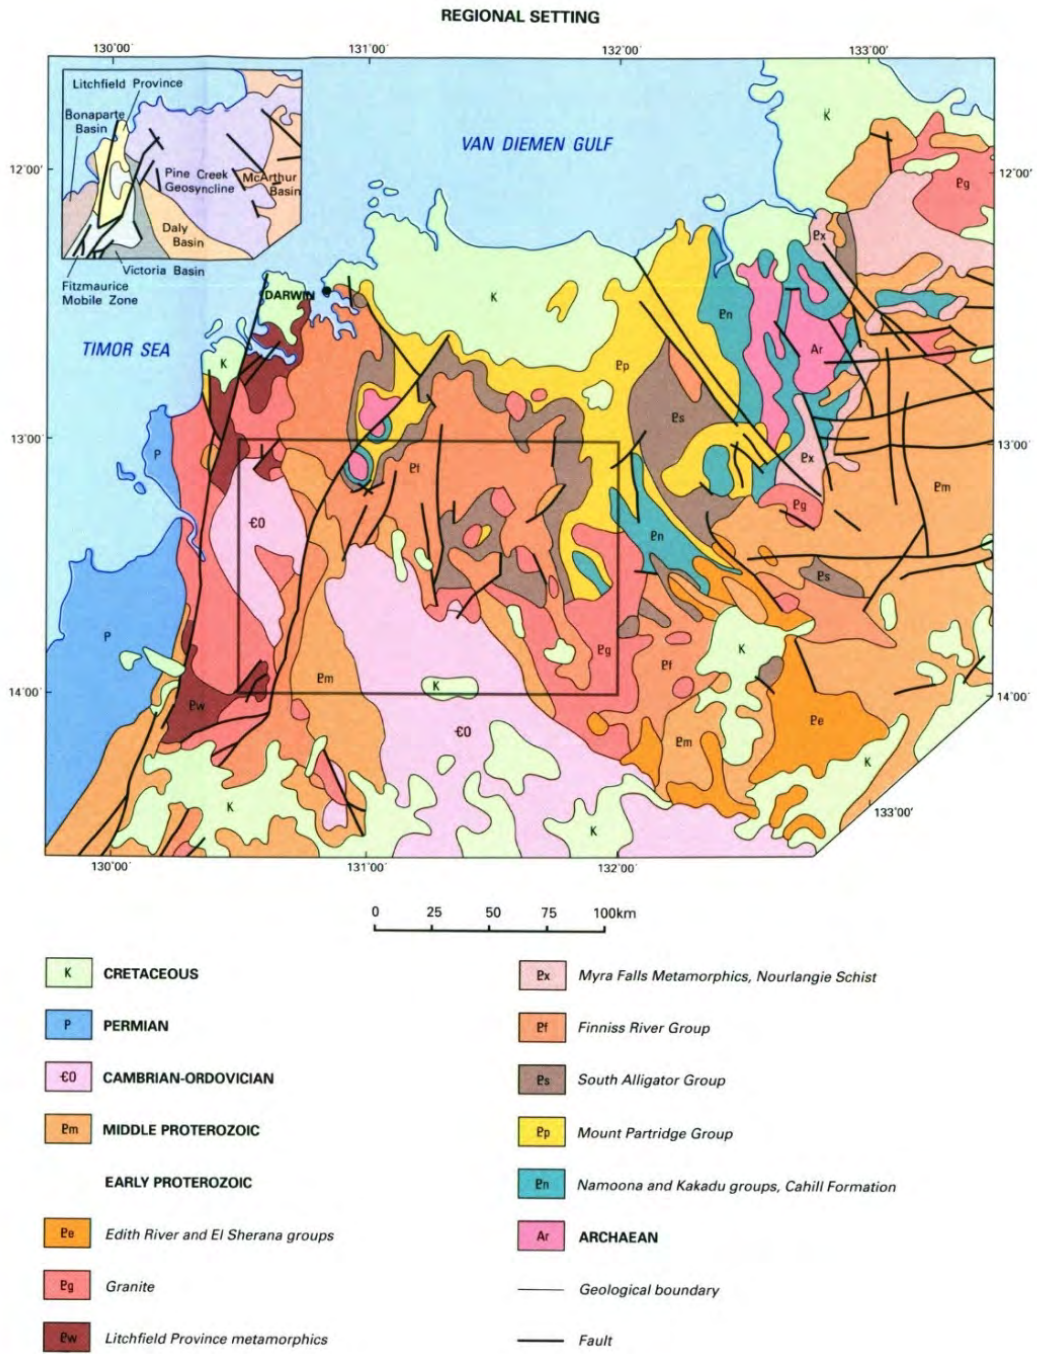 REGIONAL SETTING
130°00' 131°00' 132°00' 133°00'
Litchfield Province
Bonaparte
Basin
Pine Creek
Geosyncline
McArthur
Basin
Daly
Basin
Victoria Basin
Fitzmaurice
Mobile Zone
VAN DIEMEN GULF
TIMOR SEA
DARWIN
12°00' 12°00'
13°00' 13°00'
14°00' 14°00'
133°00'
K
Ꝑg
Ꝑx
K
Ꝑn
Ar
K
Ꝑp
Ꝑs
P
Ꝑf
Ꝑx
Ꝑm
Ꝑg
ꞒO
Ꝑn
Ꝑs
P
K
Ꝑg
Ꝑf
Ꝑm
K
Ꝑw
Ꝑe
ꞒO
Ꝑm
K
K
K
130°00' 131°00' 132°00'
0 25 50 75 100km
K CRETACEOUS
P PERMIAN
ꞒO CAMBRIAN-ORDOVICIAN
Ꝑm MIDDLE PROTEROZOIC
EARLY PROTEROZOIC
Ꝑe Edith River and El Sherana groups
Ꝑg Granite
Ꝑw Litchfield Province metamorphics
Ꝑx Myra Falls Metamorphics, Nourlangie Schist
Ꝑf Finniss River Group
Ꝑs South Alligator Group
Ꝑp Mount Partridge Group
Ꝑn Namoona and Kakadu groups, Cahill Formation
Ar ARCHAEAN
Geological boundary
Fault